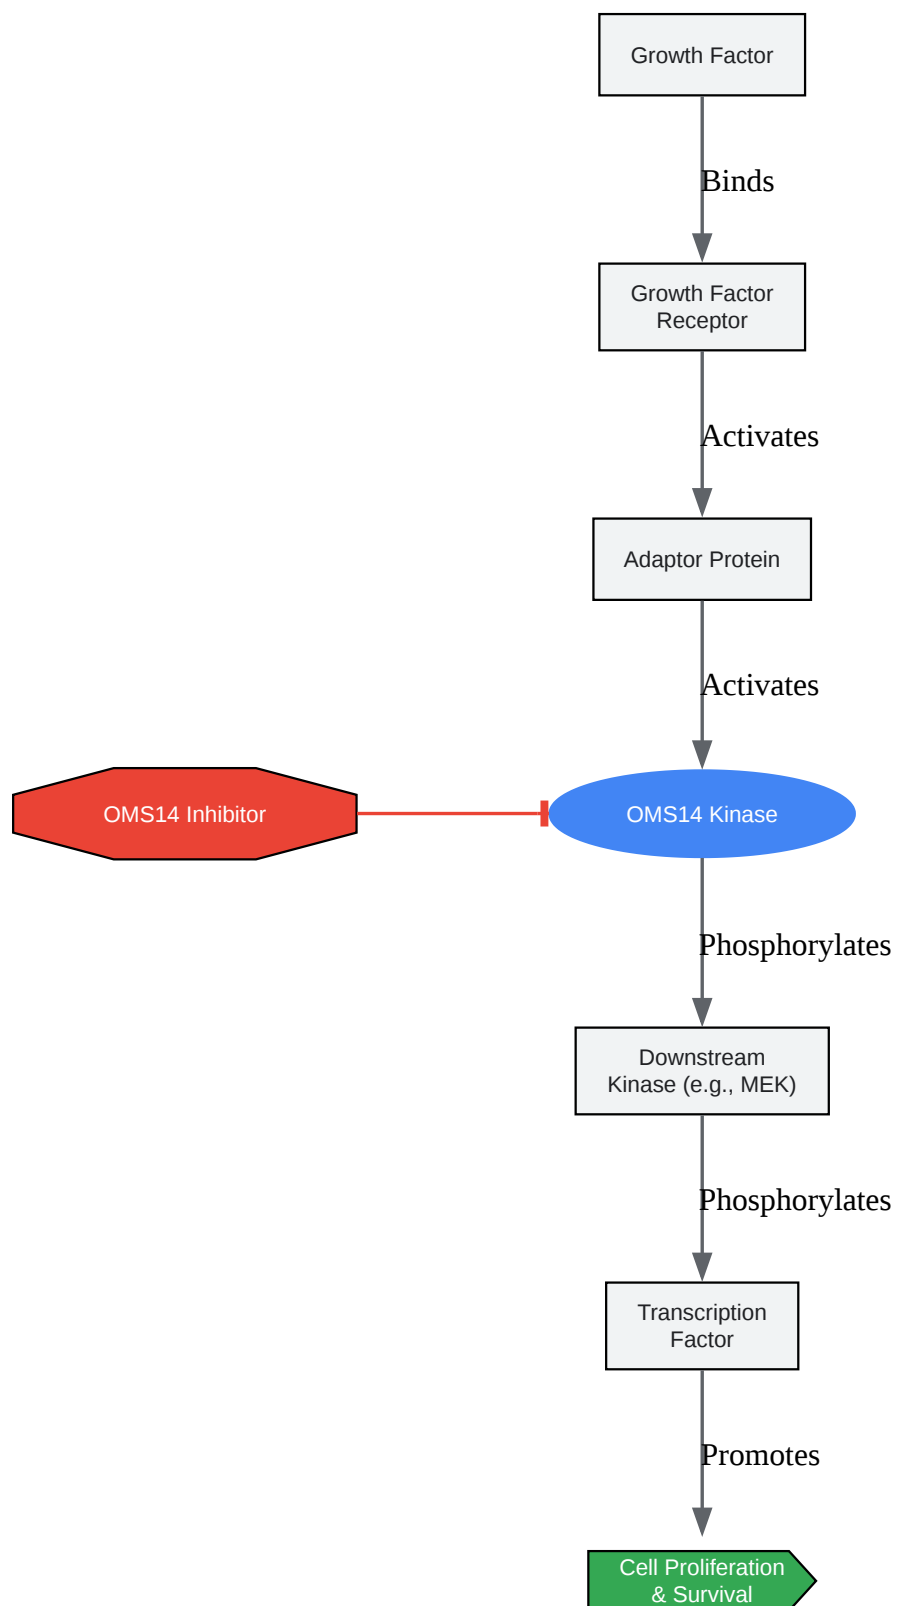 Growth Factor
Binds
Growth Factor
Receptor
Activates
Adaptor Protein
Activates
OMS14 Inhibitor
OMS14 Kinase
Phosphorylates
Downstream
Kinase (e.g., MEK)
Phosphorylates
Transcription
Factor
Promotes
Cell Proliferation
& Survival